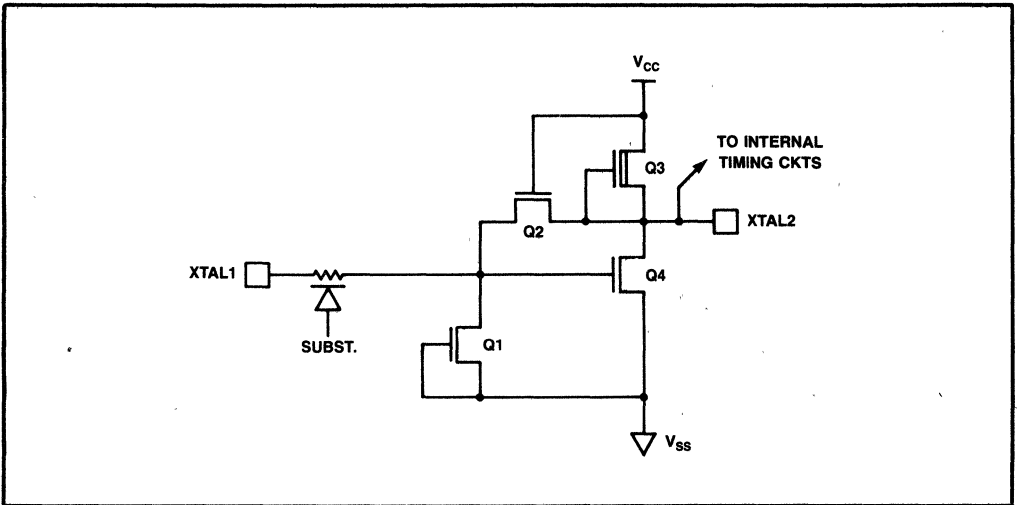 VCC
TO INTERNAL
TIMING CKTS
Q3
XTAL2
Q2
XTAL1
Q4
SUBST.
Q1
VSS